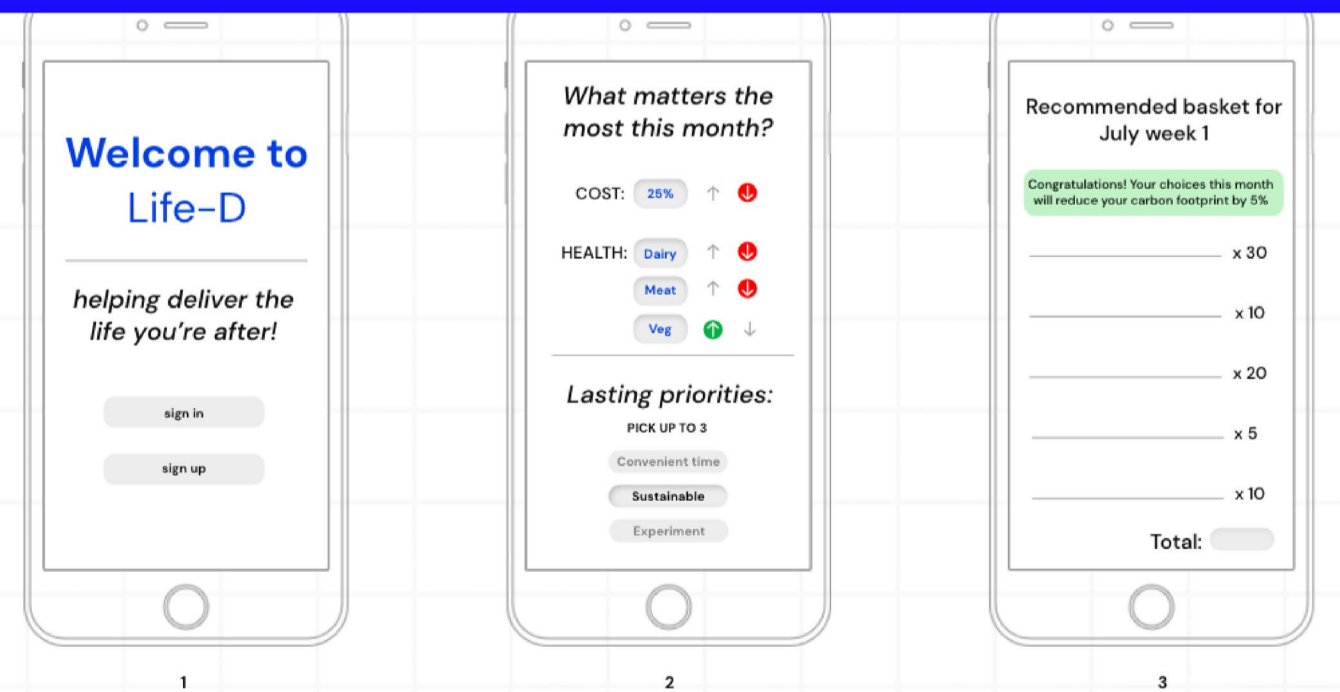 Welcome to
Life-D
helping deliver the
life you're after!
sign in
sign up
1
What matters the
most this month?
COST: 25% ↑ ↓
HEALTH: Dairy ↑ ↓
Meat ↑ ↓
Veg ↑ ↓
Lasting priorities:
PICK UP TO 3
Convenient time
Sustainable
Experiment
2
Recommended basket for
July week 1
Congratulations! Your choices this month
will reduce your carbon footprint by 5%
x 30
x 10
x 20
x 5
x 10
Total:
3